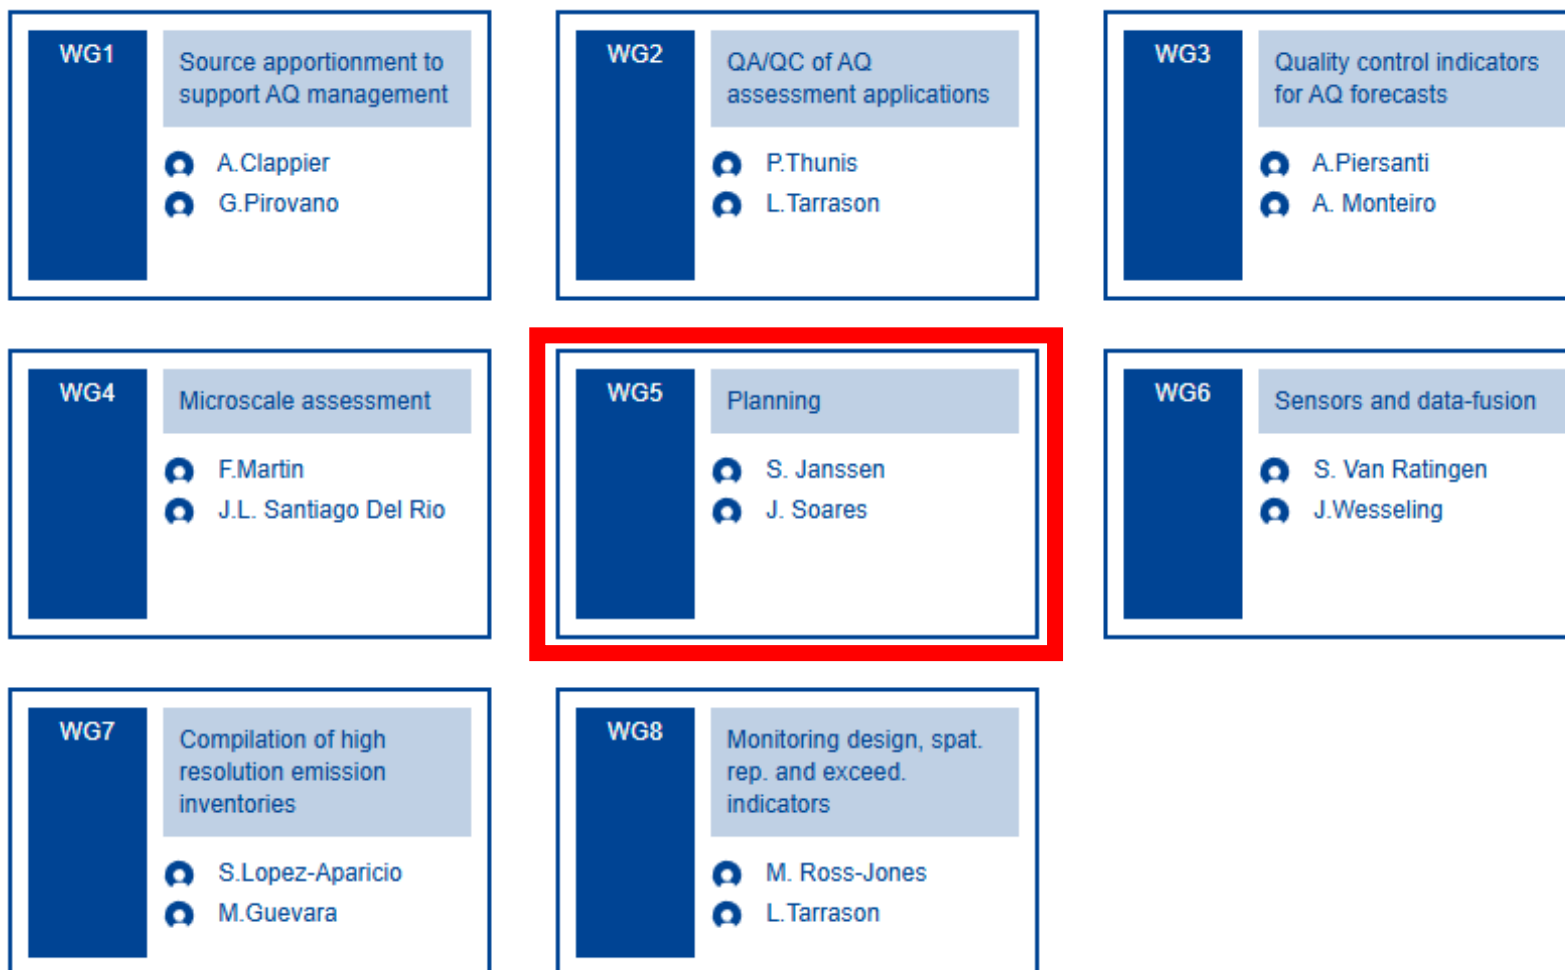 WG1
Source apportionment to
support AQ management
A.Clappier
G.Pirovano
WG2
QA/QC of AQ
assessment applications
P.Thunis
L.Tarrason
WG3
Quality control indicators
for AQ forecasts
A.Piersanti
A. Monteiro
WG4
Microscale assessment
F.Martin
J.L. Santiago Del Rio
WG5
Planning
S. Janssen
J. Soares
WG6
Sensors and data-fusion
S. Van Ratingen
J.Wesseling
WG7
Compilation of high
resolution emission
inventories
S.Lopez-Aparicio
M.Guevara
WG8
Monitoring design, spat.
rep. and exceed.
indicators
M. Ross-Jones
L.Tarrason